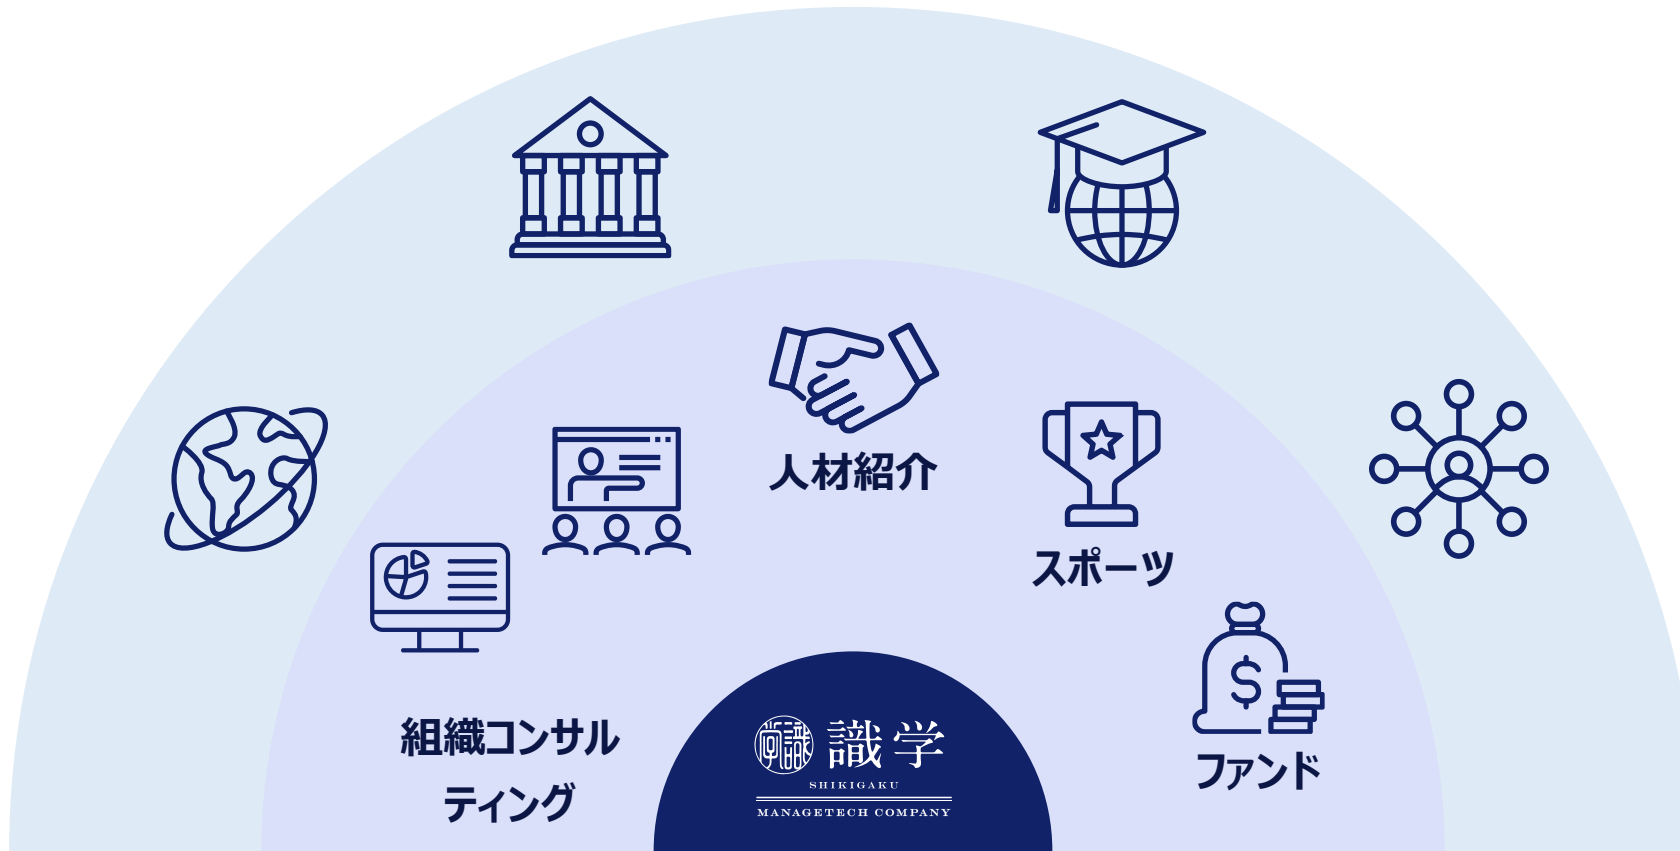 人材紹介
スポーツ
組織コンサル
ティング
ファンド
識学
SHIKIGAKU
MANAGETECH COMPANY